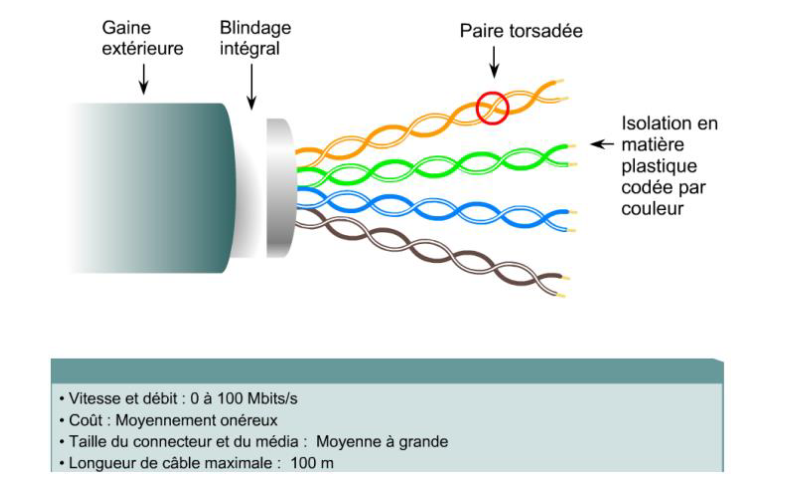 Gaine
extérieure
Blindage
intégral
Paire torsadée
Isolation en
matière
plastique
codée par
couleur
• Vitesse et débit : 0 à 100 Mbits/s
• Coût : Moyennement onéreux
• Taille du connecteur et du média : Moyenne à grande
• Longueur de câble maximale : 100 m